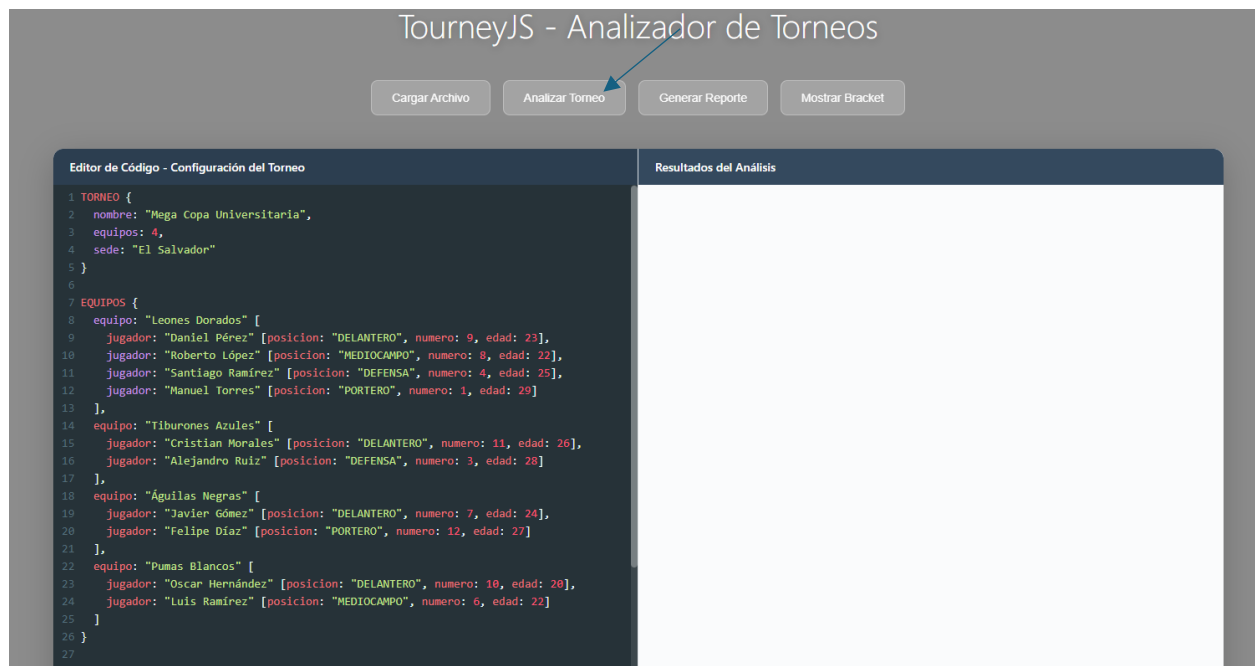 TourneyJS - Analizador de Torneos
Cargar Archivo
Analizar Torneo
Generar Reporte
Mostrar Bracket
Editor de Código - Configuración del Torneo
Resultados del Análisis
1 TORNEO {
2 nombre: "Mega Copa Universitaria",
3 equipos: 4,
4 sede: "El Salvador"
5 }
6
7 EQUIPOS {
8 equipo: "Leones Dorados" [
9 jugador: "Daniel Pérez" [posicion: "DELANTERO", numero: 9, edad: 23],
10 jugador: "Roberto López" [posicion: "MEDIOCAMPO", numero: 8, edad: 22],
11 jugador: "Santiago Ramírez" [posicion: "DEFENSA", numero: 4, edad: 25],
12 jugador: "Manuel Torres" [posicion: "PORTERO", numero: 1, edad: 29]
13 ],
14 equipo: "Tiburones Azules" [
15 jugador: "Cristian Morales" [posicion: "DELANTERO", numero: 11, edad: 26],
16 jugador: "Alejandro Ruiz" [posicion: "DEFENSA", numero: 3, edad: 28]
17 ],
18 equipo: "Águilas Negras" [
19 jugador: "Javier Gómez" [posicion: "DELANTERO", numero: 7, edad: 24],
20 jugador: "Felipe Díaz" [posicion: "PORTERO", numero: 12, edad: 27]
21 ],
22 equipo: "Pumas Blancos" [
23 jugador: "Oscar Hernández" [posicion: "DELANTERO", numero: 10, edad: 20],
24 jugador: "Luis Ramírez" [posicion: "MEDIOCAMPO", numero: 6, edad: 22]
25 ]
26 }
27